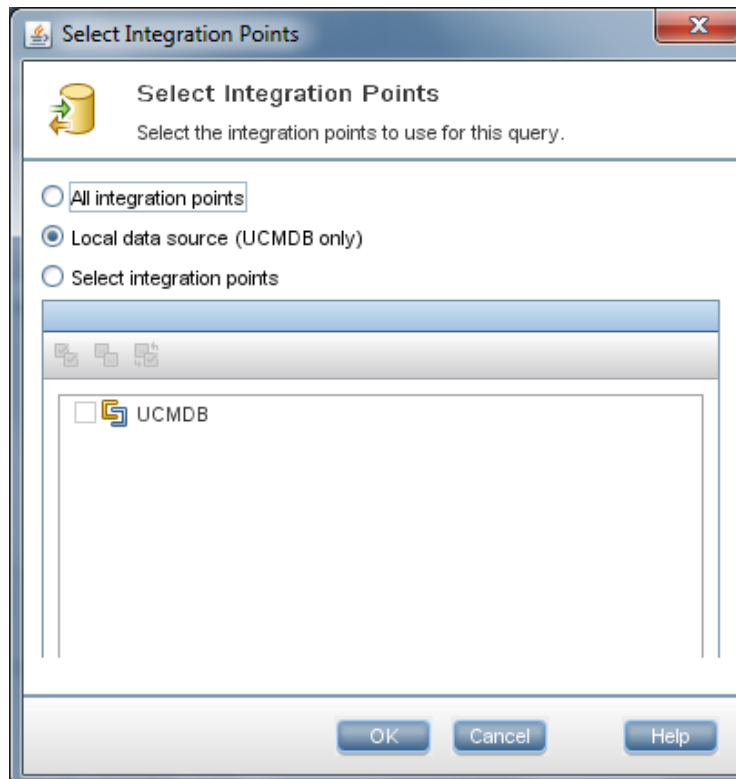 Select Integration Points
Select Integration Points
Select the integration points to use for this query.
All integration points
Local data source (UCMDB only)
Select integration points
UCMDB
OK Cancel Help